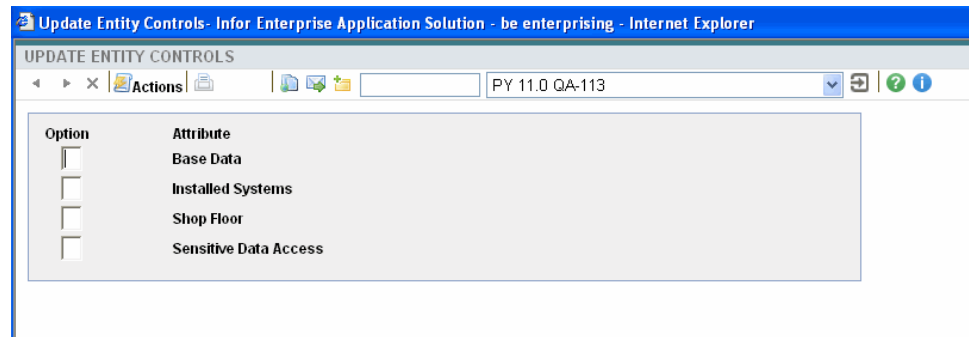 Update Entity Controls- Infor Enterprise Application Solution - be enterprising - Internet Explorer
UPDATE ENTITY CONTROLS
Actions PY 11.0 QA-113
Option Attribute
Base Data
Installed Systems
Shop Floor
Sensitive Data Access